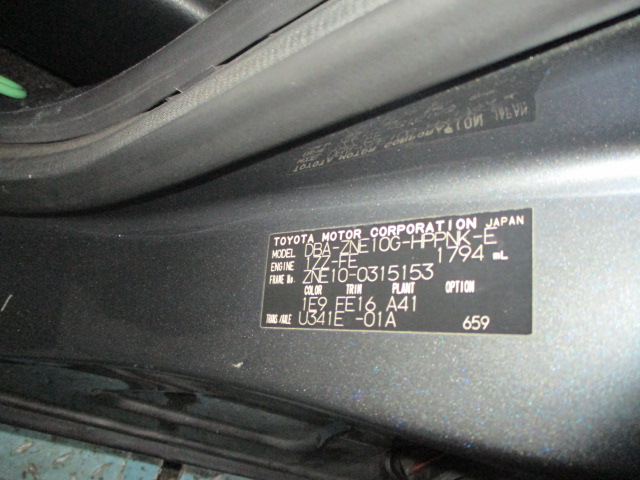 TOYOTA MOTOR CORPORATION JAPAN
MODEL DBA-ZNE10G-HPPNK-E
ENGINE 1ZZ-FE 1794 mL
FRAME No. ZNE10-0315153
COLOR TRIM PLANT OPTION
1E9 FE16 A41
TRANS/AXLE U341E -01A 659